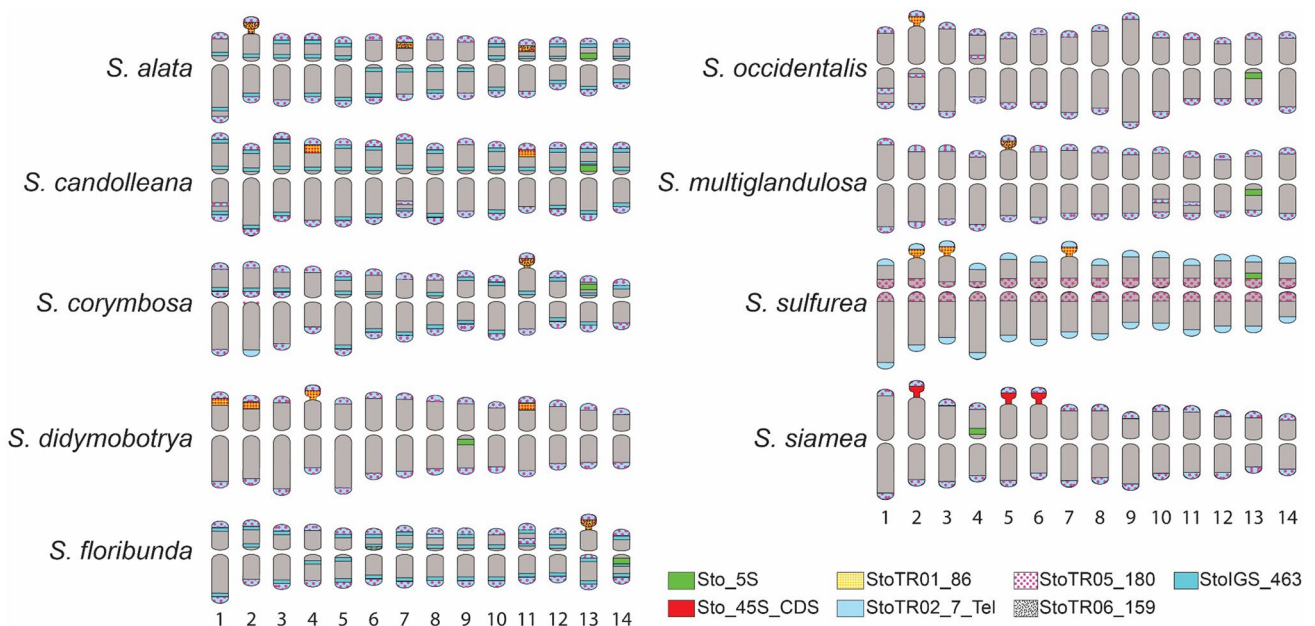 S. alata
S. candolleana
S. corymbosa
S. didymobotrya
S. floribunda
1 2 3 4 5 6 7 8 9 10 11 12 13 14
S. occidentalis
S. multiglandulosa
S. sulfurea
S. siamea
1 2 3 4 5 6 7 8 9 10 11 12 13 14
Sto_5S StoTR01_86 StoTR05_180 StoIGS_463
Sto_45S_CDS StoTR02_7_Tel StoTR06_159